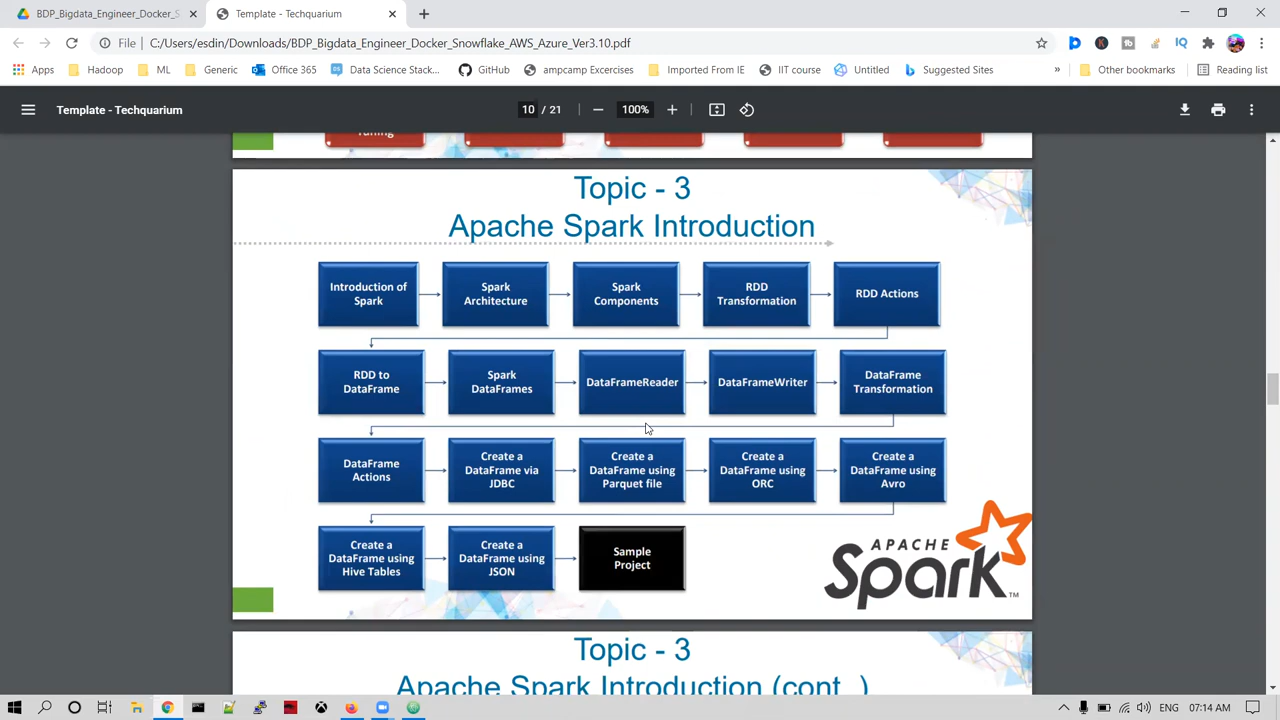 BDP_Bigdata_Engineer_Docker_S
Template - Techquarium
File
C:/Users/esdin/Downloads/BDP_Bigdata_Engineer_Docker_Snowflake_AWS_Azure_Ver3.10.pdf
Apps
Hadoop
ML
Generic
Office 365
Data Science Stack...
GitHub
ampcamp Excercises
Imported From IE
IIT course
Untitled
Suggested Sites
»
Other bookmarks
Reading list
Template - Techquarium
10 / 21
100%
Tuning
Topic - 3
Apache Spark Introduction
Introduction of
Spark
Spark
Architecture
Spark
Components
RDD
Transformation
RDD Actions
RDD to
DataFrame
Spark
DataFrames
DataFrameReader
DataFrameWriter
DataFrame
Transformation
DataFrame
Actions
Create a
DataFrame via
JDBC
Create a
DataFrame using
Parquet file
Create a
DataFrame using
ORC
Create a
DataFrame using
Avro
Create a
DataFrame using
Hive Tables
Create a
DataFrame using
JSON
Sample
Project
APACHE
Spark™
Topic - 3
Apache Spark Introduction (cont..)
ENG
07:14 AM